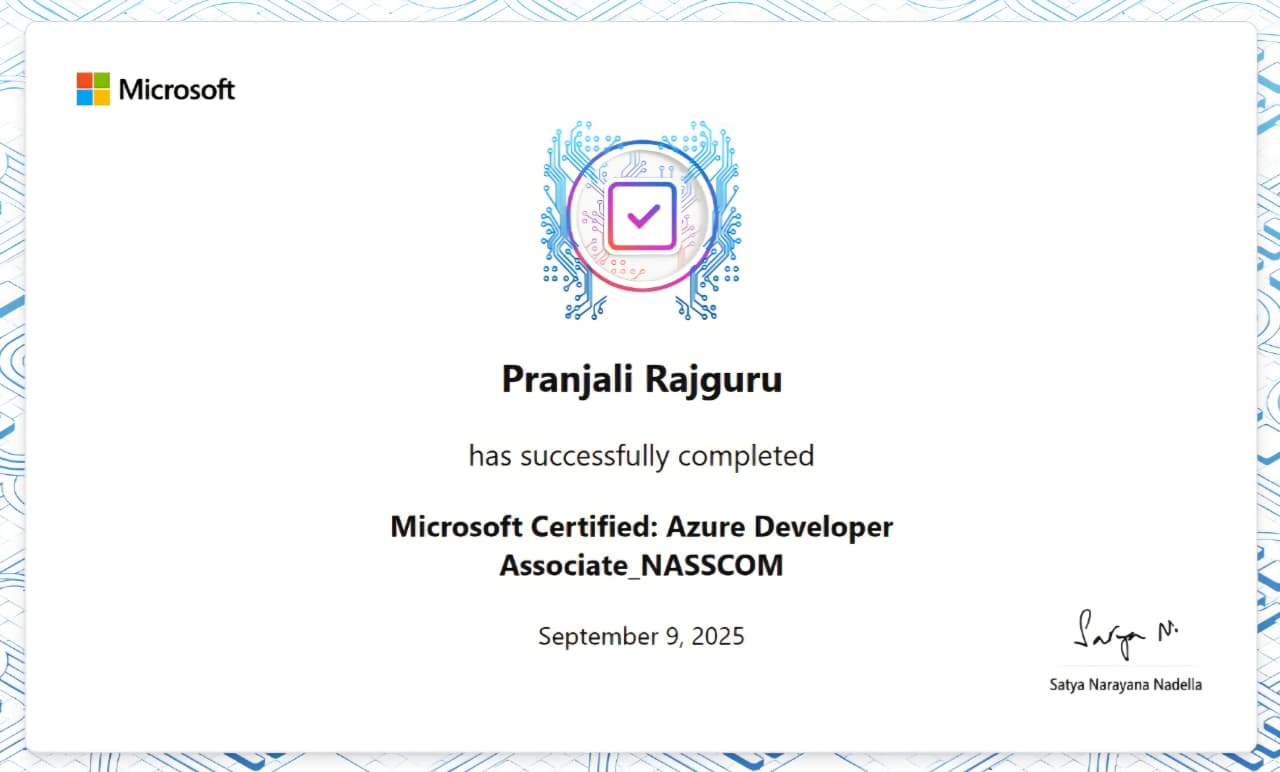 Microsoft
Pranjali Rajguru
has successfully completed
Microsoft Certified: Azure Developer
Associate_NASSCOM
September 9, 2025
Satya N.
Satya Narayana Nadella